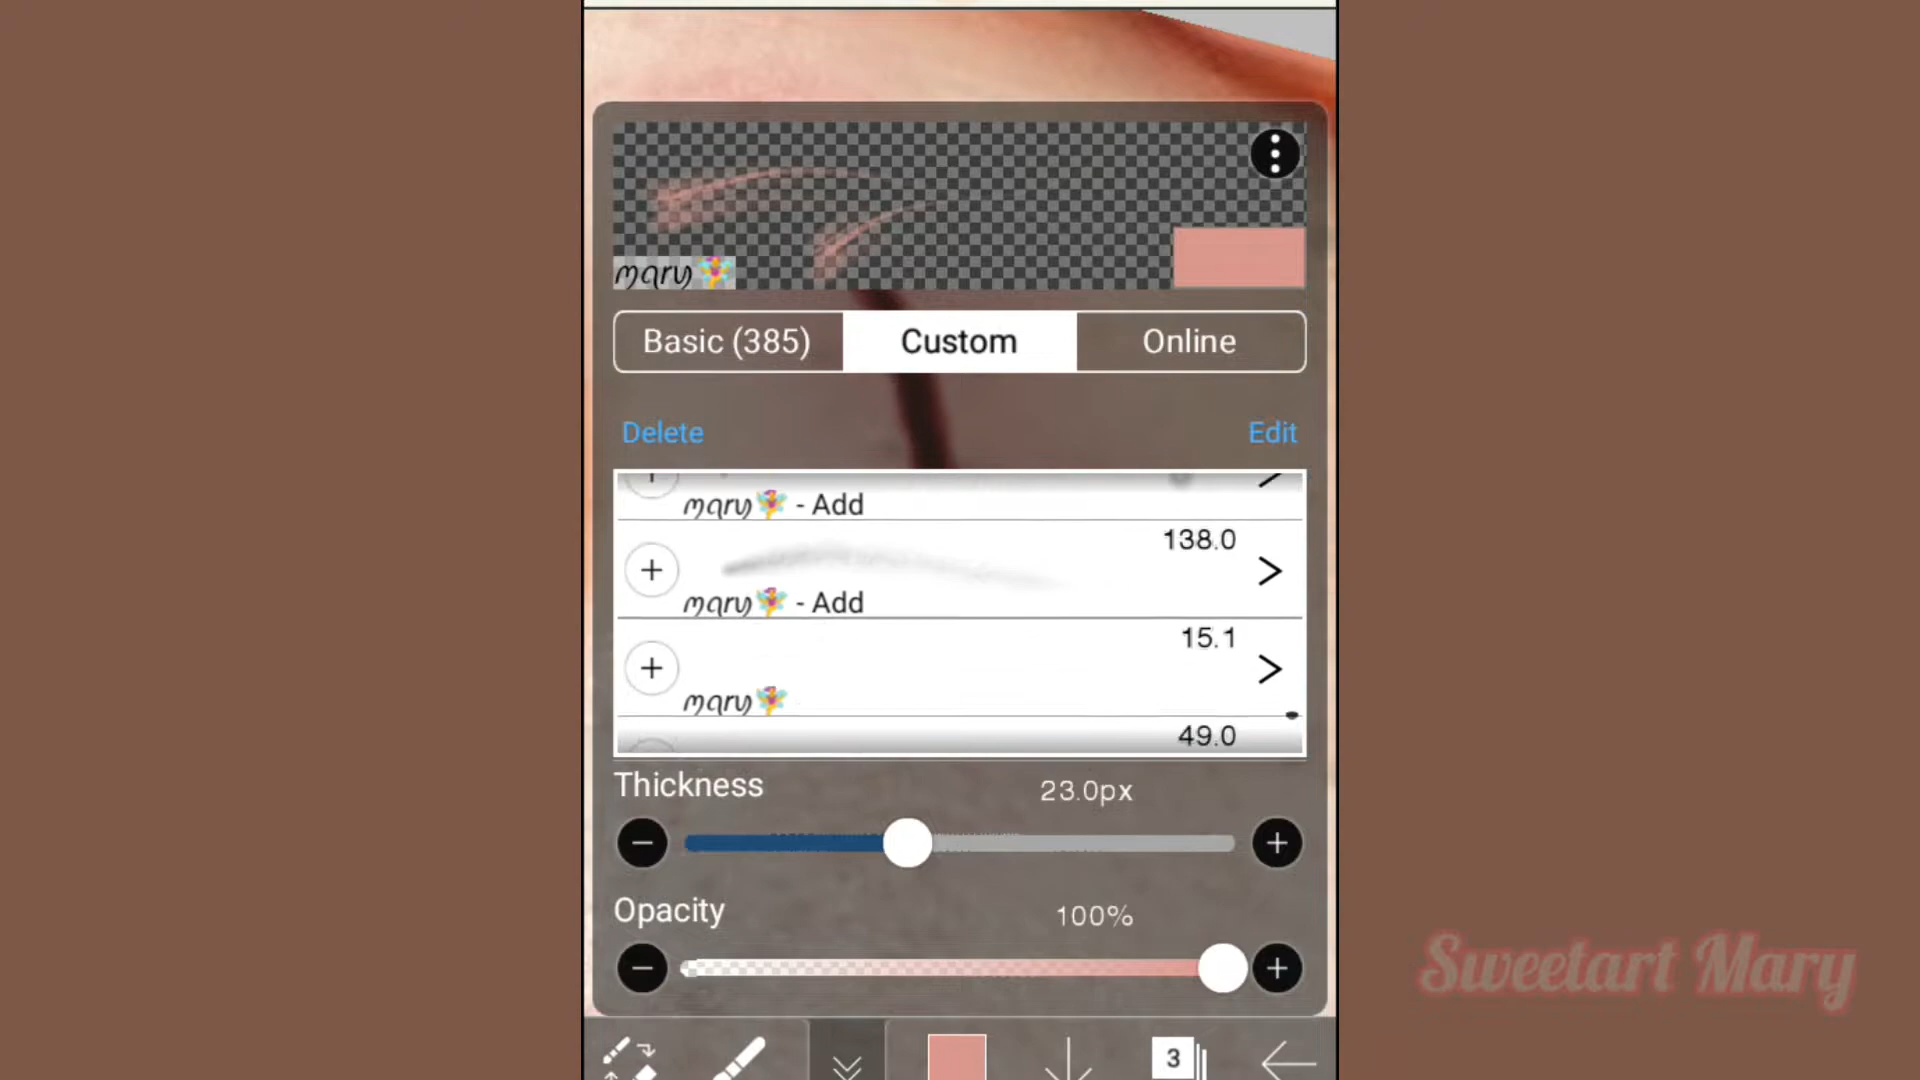 mary🧚
Basic (385) Custom Online
Delete Edit
mary🧚 - Add
138.0
mary🧚 - Add
15.1
mary🧚
49.0
Thickness 23.0px
Opacity 100%
3
Sweetart Mary